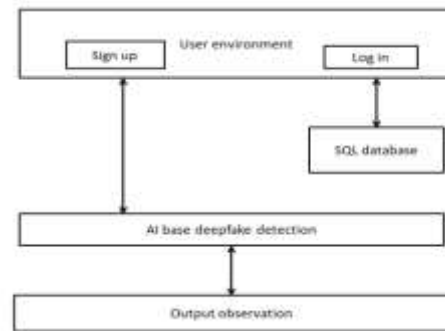 User environment
Sign up
Log in
SQL database
AI base deepfake detection
Output observation